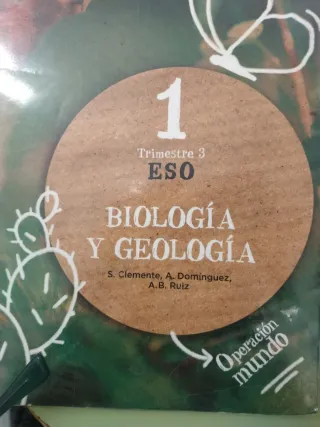 1
Trimestre 3
ESO
BIOLOGÍA
Y GEOLOGÍA
S. Clemente, A. Domínguez,
A.B. Ruiz
Operación
mundo